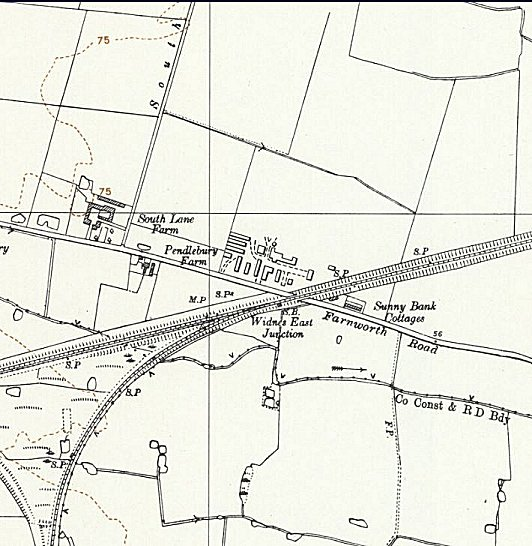 75
South
75
South Lane
Farm
Pendlebury
Farm
S.P
S.P
M.P
S.Ps
S.B.
Sunny Bank
Cottages
Widnes East
Junction
Farnworth
Road
56
S.P
S.P
Co Const & R D Bdy
F.P.
S.P